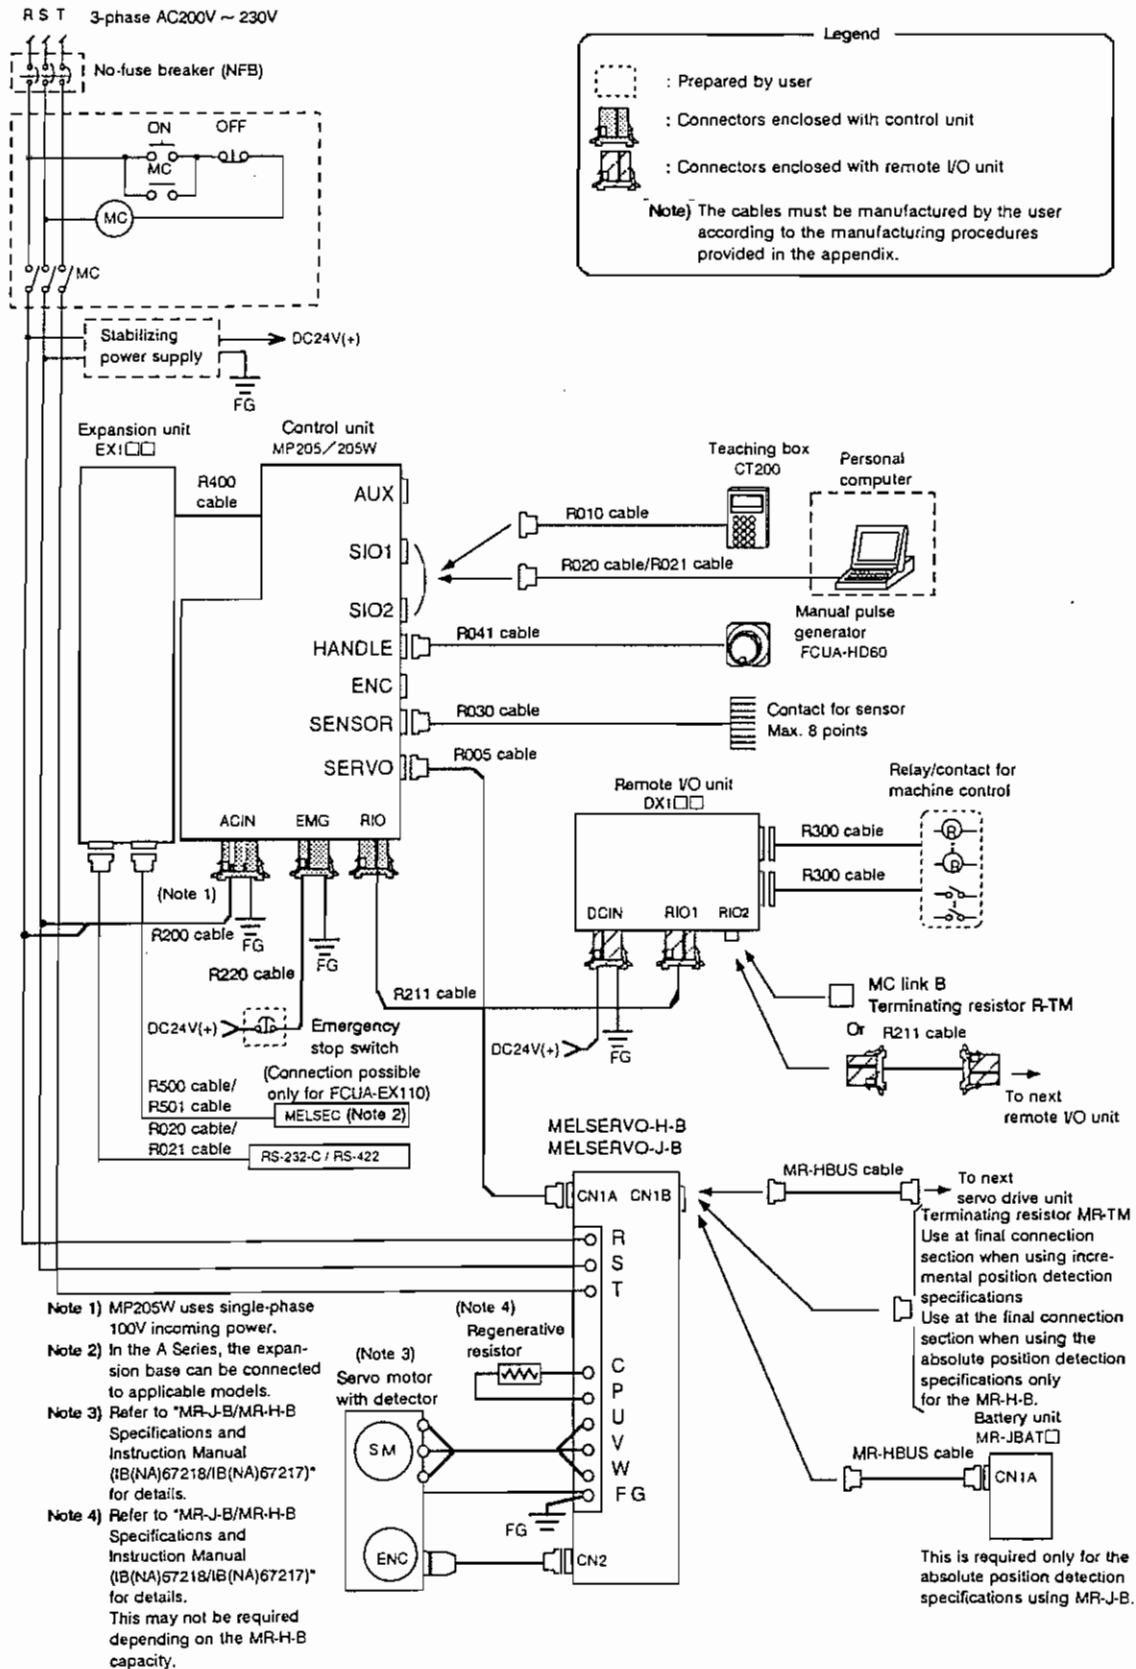 R S T 3-phase AC200V ~ 230V
No-fuse breaker (NFB)
ON OFF
MC
MC
MC
Legend
: Prepared by user
: Connectors enclosed with control unit
: Connectors enclosed with remote I/O unit
Note) The cables must be manufactured by the user
according to the manufacturing procedures
provided in the appendix.
Stabilizing
power supply
DC24V(+)
FG
Expansion unit
EX1□□
Control unit
MP205/205W
R400
cable
AUX
SIO1
SIO2
HANDLE
ENC
SENSOR
SERVO
ACIN EMG RIO
Teaching box
CT200
Personal
computer
R010 cable
R020 cable/R021 cable
Manual pulse
generator
FCUA-HD60
R041 cable
R030 cable
Contact for sensor
Max. 8 points
R005 cable
Remote I/O unit
DX1□□
Relay/contact for
machine control
R300 cable
R300 cable
R
R
DCIN RIO1 RIO2
(Note 1)
R200 cable
FG
FG
R220 cable
R211 cable
DC24V(+)
Emergency
stop switch
(Connection possible
only for FCUA-EX110)
DC24V(+)
FG
MC link B
Terminating resistor R-TM
Or R211 cable
To next
remote I/O unit
R500 cable/
R501 cable
MELSEC (Note 2)
R020 cable/
R021 cable
RS-232-C / RS-422
MELSERVO-H-B
MELSERVO-J-B
CN1A CN1B
MR-HBUS cable
To next
servo drive unit
Terminating resistor MR-TM
Use at final connection
section when using incre-
mental position detection
specifications
Use at the final connection
section when using the
absolute position detection
specifications only
for the MR-H-B.
R
S
T
C
P
U
V
W
FG
FG
CN2
Note 1) MP205W uses single-phase
100V incoming power.
Note 2) In the A Series, the expan-
sion base can be connected
to applicable models.
Note 3) Refer to "MR-J-B/MR-H-B
Specifications and
Instruction Manual
(IB(NA)67218/IB(NA)67217)"
for details.
Note 4) Refer to "MR-J-B/MR-H-B
Specifications and
Instruction Manual
(IB(NA)67218/IB(NA)67217)"
for details.
This may not be required
depending on the MR-H-B
capacity.
(Note 4)
Regenerative
resistor
(Note 3)
Servo motor
with detector
SM
ENC
Battery unit
MR-JBAT□
MR-HBUS cable
CN1A
This is required only for the
absolute position detection
specifications using MR-J-B.